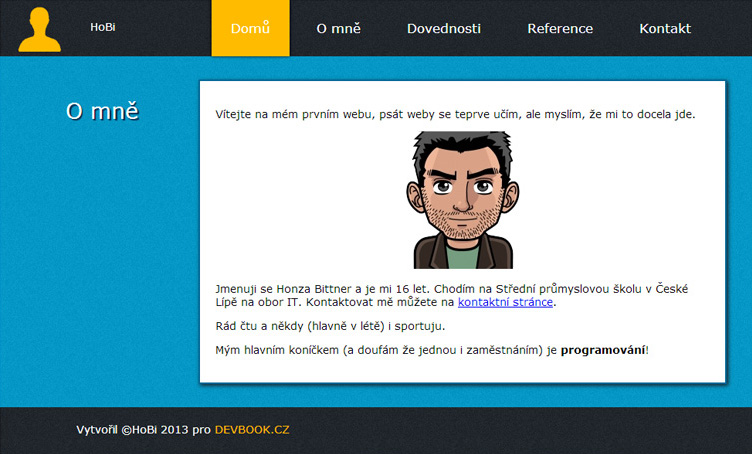 HoBi
Domů
O mně
Dovednosti
Reference
Kontakt
O mně
Vítejte na mém prvním webu, psát weby se teprve učím, ale myslím, že mi to docela jde.
Jmenuji se Honza Bittner a je mi 16 let. Chodím na Střední průmyslovou školu v České
Lípě na obor IT. Kontaktovat mě můžete na kontaktní stránce.
Rád čtu a někdy (hlavně v létě) i sportuju.
Mým hlavním koníčkem (a doufám že jednou i zaměstnáním) je programování!
Vytvořil ©HoBi 2013 pro DEVBOOK.CZ